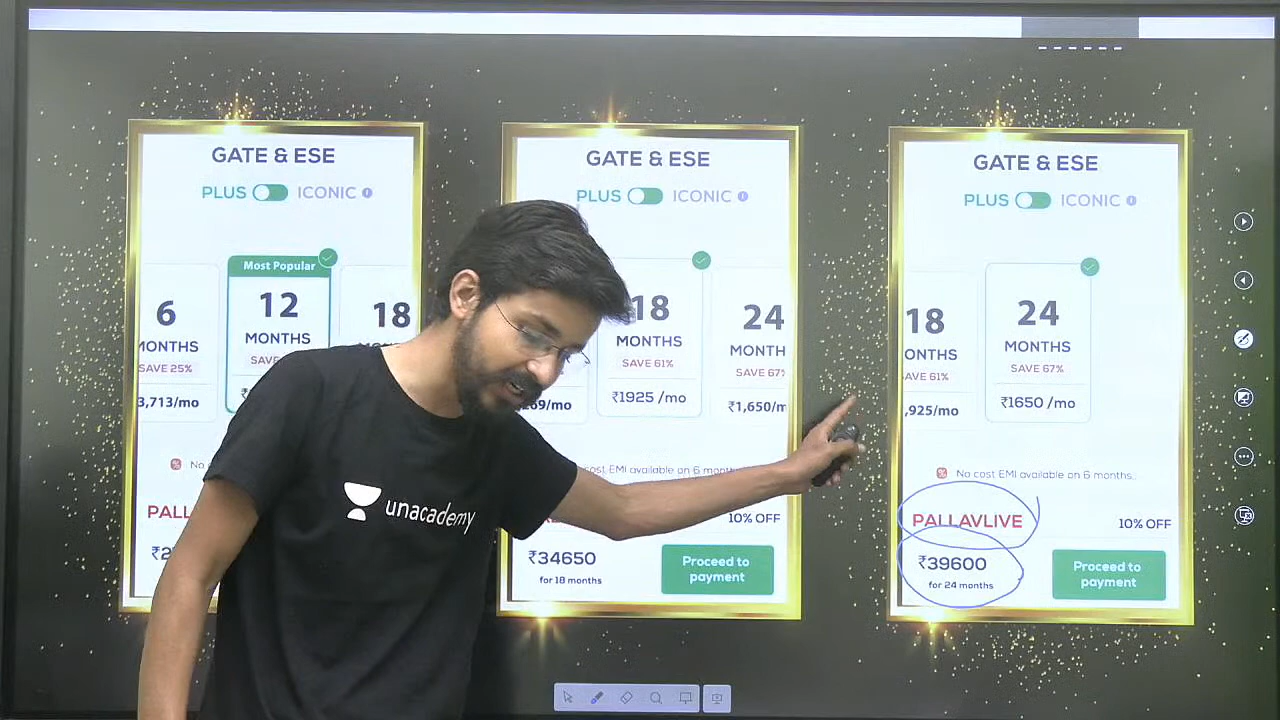 GATE & ESE
PLUS ICONIC
Most Popular
6
MONTHS
SAVE 25%
3,713/mo
12
MONTHS
SAVE
18
No
PALL
₹2
GATE & ESE
PLUS ICONIC
18
MONTHS
SAVE 61%
₹1925 /mo
24
MONTH
SAVE 67%
₹1,650/m
269/mo
cost EMI available on 6 month
10% OFF
₹34650
for 18 months
Proceed to
payment
GATE & ESE
PLUS ICONIC
18
ONTHS
AVE 61%
,925/mo
24
MONTHS
SAVE 67%
₹1650 /mo
No cost EMI available on 6 months..
PALLAVLIVE
10% OFF
₹39600
for 24 months
Proceed to
payment
unacademy